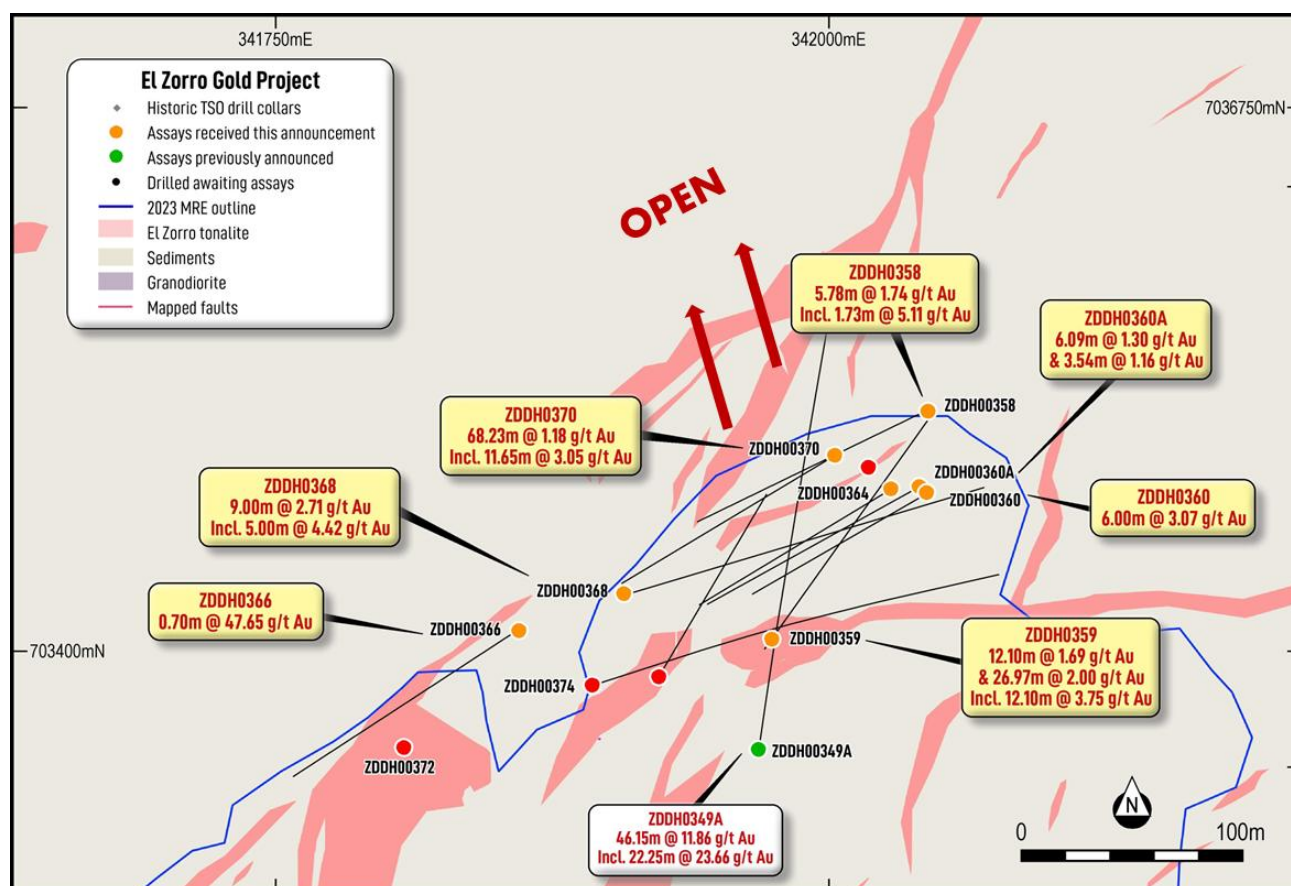 341750mE
342000mE
El Zorro Gold Project
Historic TSO drill collars
Assays received this announcement
Assays previously announced
Drilled awaiting assays
2023 MRE outline
El Zorro tonalite
Sediments
Granodiorite
Mapped faults
7036750mN
OPEN
ZDDH0358
5.78m @ 1.74 g/t Au
Incl. 1.73m @ 5.11 g/t Au
ZDDH0360A
6.09m @ 1.30 g/t Au
& 3.54m @ 1.16 g/t Au
ZDDH0370
68.23m @ 1.18 g/t Au
Incl. 11.65m @ 3.05 g/t Au
ZDDH00358
ZDDH00370
ZDDH00360A
ZDDH00364
ZDDH00360
ZDDH0360
6.00m @ 3.07 g/t Au
ZDDH0368
9.00m @ 2.71 g/t Au
Incl. 5.00m @ 4.42 g/t Au
ZDDH00368
ZDDH0366
0.70m @ 47.65 g/t Au
ZDDH00366
ZDDH00359
703400mN
ZDDH0359
12.10m @ 1.69 g/t Au
& 26.97m @ 2.00 g/t Au
Incl. 12.10m @ 3.75 g/t Au
ZDDH00374
ZDDH00372
ZDDH00349A
ZDDH0349A
46.15m @ 11.86 g/t Au
Incl. 22.25m @ 23.66 g/t Au
N
0
100m